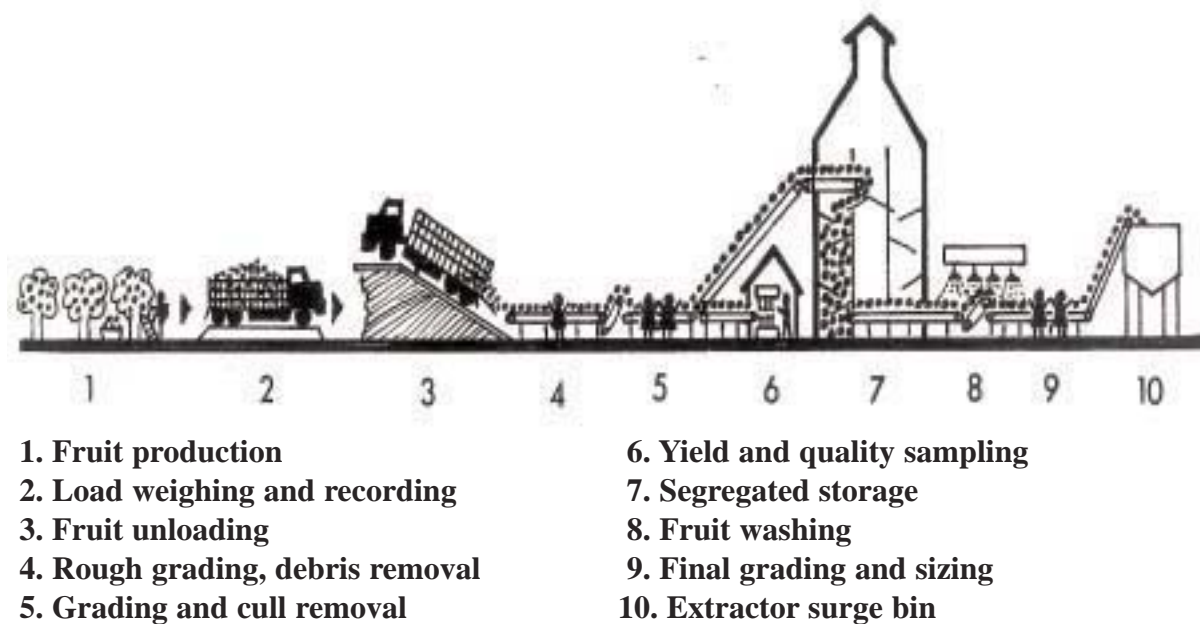 1 2 3 4 5 6 7 8 9 10
1. Fruit production
2. Load weighing and recording
3. Fruit unloading
4. Rough grading, debris removal
5. Grading and cull removal
6. Yield and quality sampling
7. Segregated storage
8. Fruit washing
9. Final grading and sizing
10. Extractor surge bin